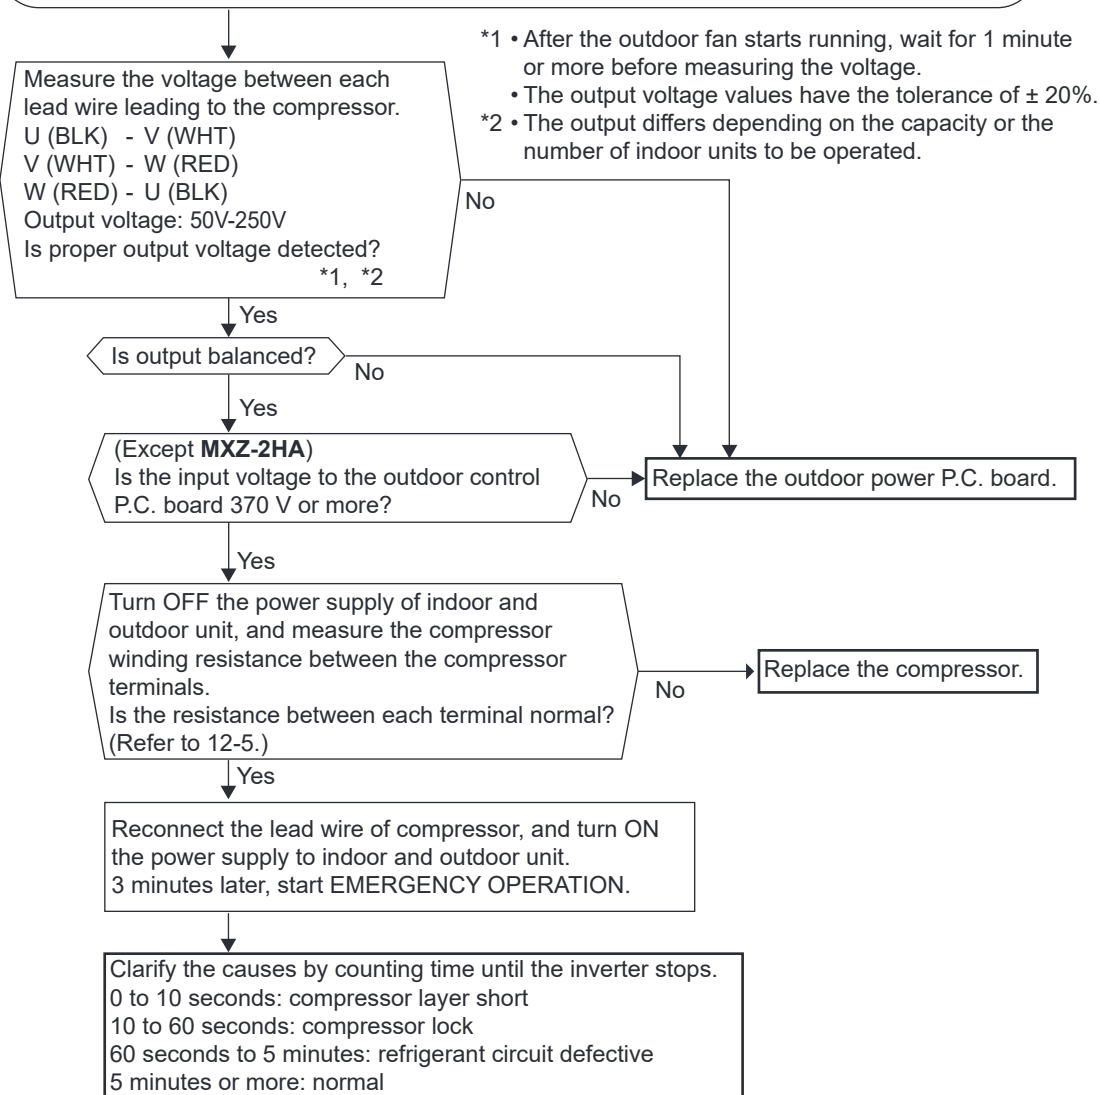 *1 • After the outdoor fan starts running, wait for 1 minute
or more before measuring the voltage.
• The output voltage values have the tolerance of ± 20%.
*2 • The output differs depending on the capacity or the
number of indoor units to be operated.
Measure the voltage between each
lead wire leading to the compressor.
U (BLK) - V (WHT)
V (WHT) - W (RED)
W (RED) - U (BLK)
Output voltage: 50V-250V
Is proper output voltage detected?
*1, *2
No
Yes
Is output balanced?
No
Yes
(Except MXZ-2HA)
Is the input voltage to the outdoor control
P.C. board 370 V or more?
No
Replace the outdoor power P.C. board.
Yes
Turn OFF the power supply of indoor and
outdoor unit, and measure the compressor
winding resistance between the compressor
terminals.
Is the resistance between each terminal normal?
(Refer to 12-5.)
No
Replace the compressor.
Yes
Reconnect the lead wire of compressor, and turn ON
the power supply to indoor and outdoor unit.
3 minutes later, start EMERGENCY OPERATION.
Clarify the causes by counting time until the inverter stops.
0 to 10 seconds: compressor layer short
10 to 60 seconds: compressor lock
60 seconds to 5 minutes: refrigerant circuit defective
5 minutes or more: normal